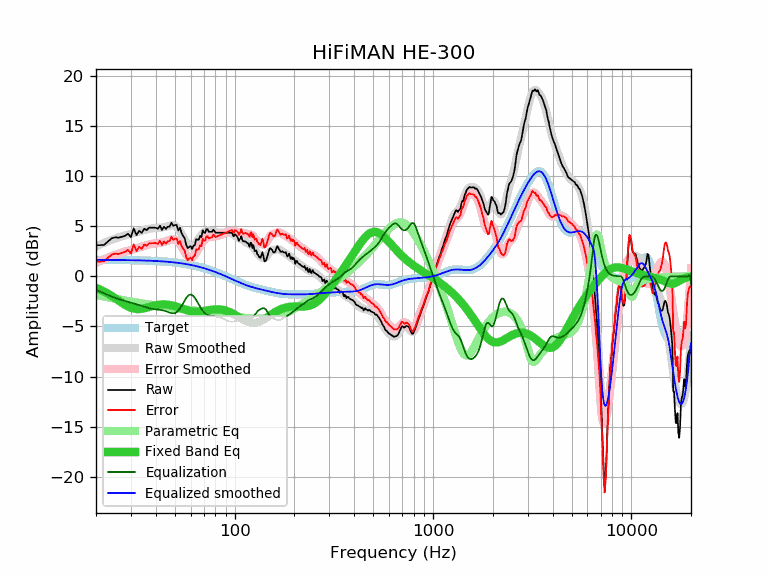 HiFiMAN HE-300
20
15
10
5
0
−5
−10
−15
−20
Amplitude (dBr)
Target
Raw Smoothed
Error Smoothed
Raw
Error
Parametric Eq
Fixed Band Eq
Equalization
Equalized smoothed
100
1000
10000
Frequency (Hz)